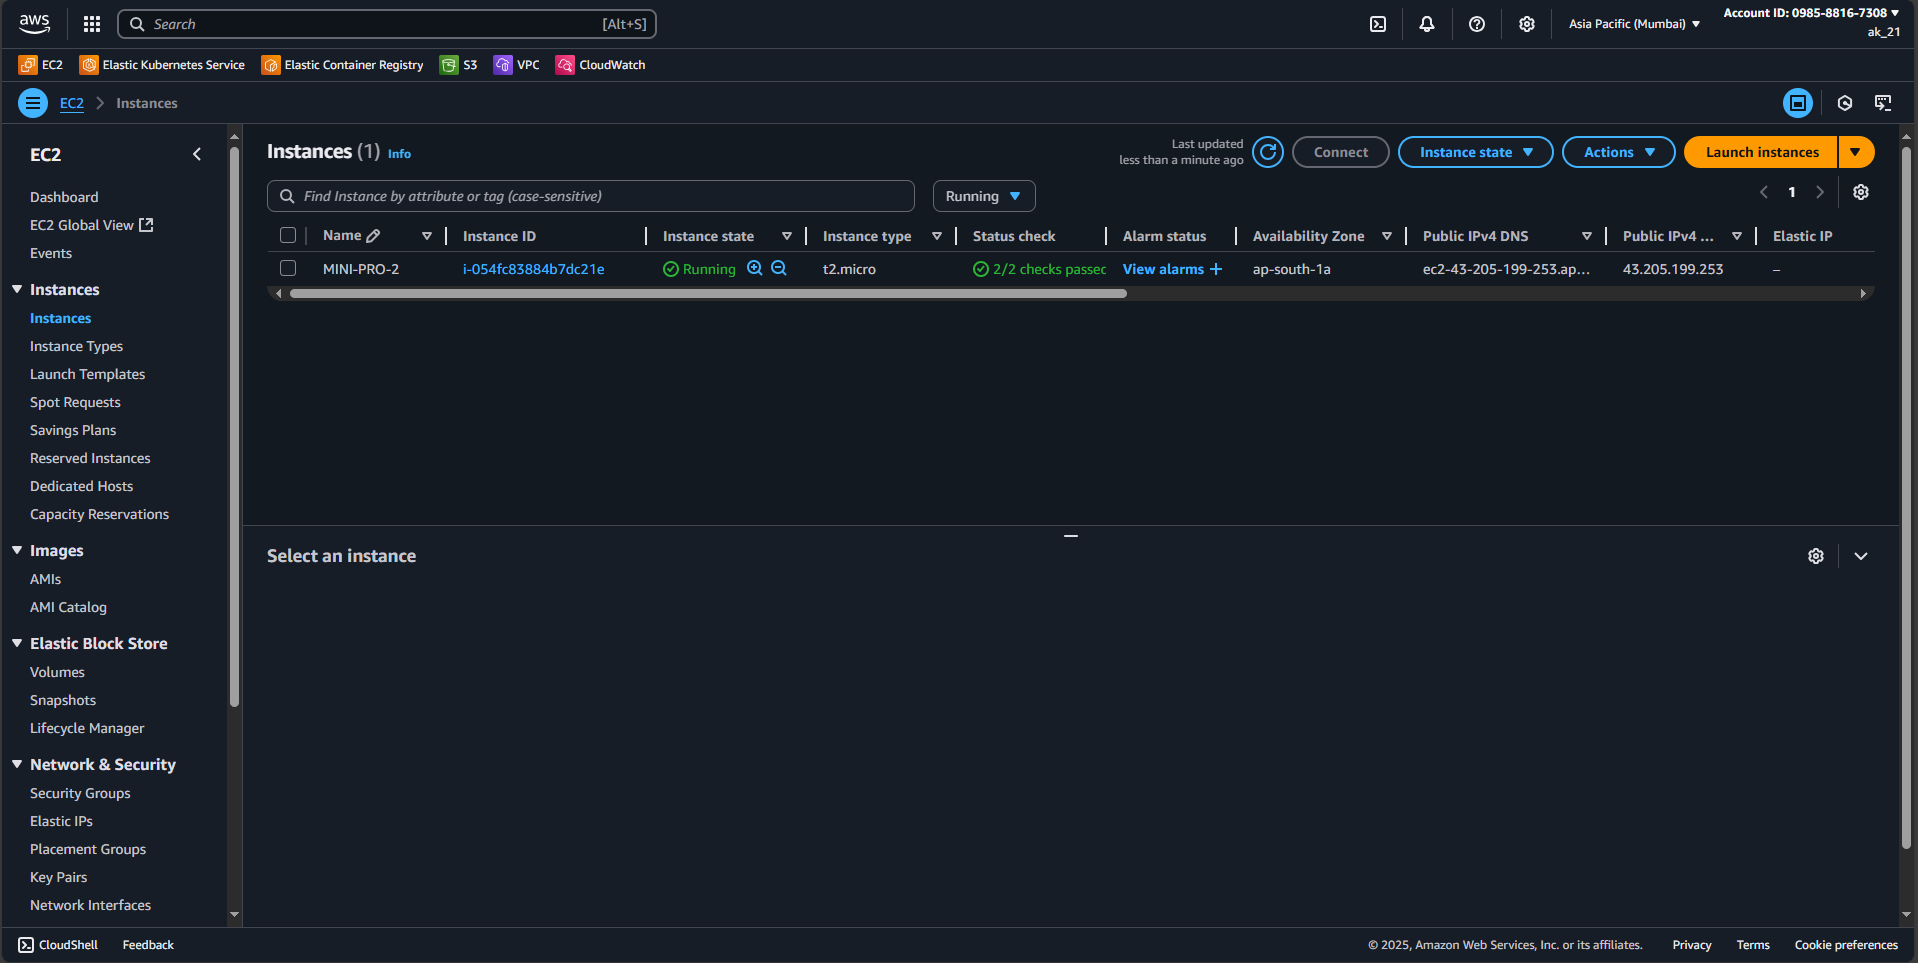 aws
Search [Alt+S]
Asia Pacific (Mumbai)
Account ID: 0985-8816-7308
ak_21
EC2 Elastic Kubernetes Service Elastic Container Registry S3 VPC CloudWatch
EC2 Instances
EC2
Dashboard
EC2 Global View
Events
Instances
Instances
Instance Types
Launch Templates
Spot Requests
Savings Plans
Reserved Instances
Dedicated Hosts
Capacity Reservations
Images
AMIs
AMI Catalog
Elastic Block Store
Volumes
Snapshots
Lifecycle Manager
Network & Security
Security Groups
Elastic IPs
Placement Groups
Key Pairs
Network Interfaces
Instances (1) Info
Last updated
less than a minute ago
Connect Instance state Actions Launch instances
Find Instance by attribute or tag (case-sensitive) Running 1
Name Instance ID Instance state Instance type Status check Alarm status Availability Zone Public IPv4 DNS Public IPv4 ... Elastic IP
MINI-PRO-2 i-054fc83884b7dc21e Running t2.micro 2/2 checks passec View alarms + ap-south-1a ec2-43-205-199-253.ap... 43.205.199.253 –
Select an instance
CloudShell Feedback © 2025, Amazon Web Services, Inc. or its affiliates. Privacy Terms Cookie preferences